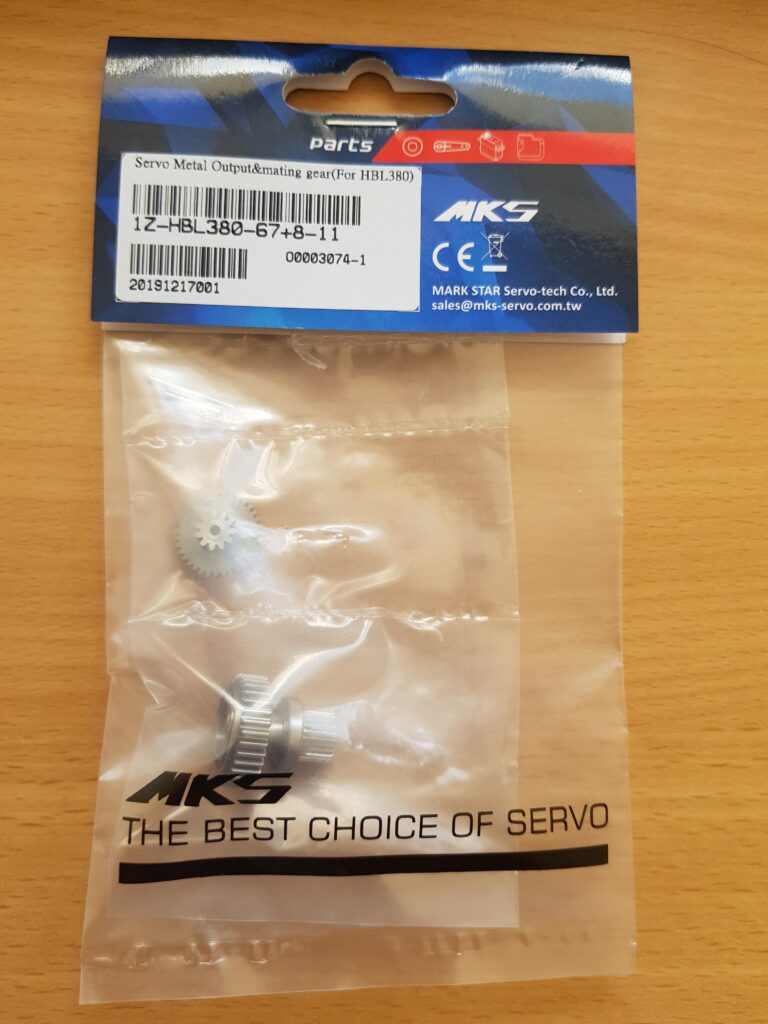 Parts
Servo Metal Output&mating gear(For HBL380)
1Z-HBL380-67+8-11
00003074-1
20191217001
MKS
CE
MARK STAR Servo-tech Co., Ltd.
sales@mks-servo.com.tw
MKS
THE BEST CHOICE OF SERVO